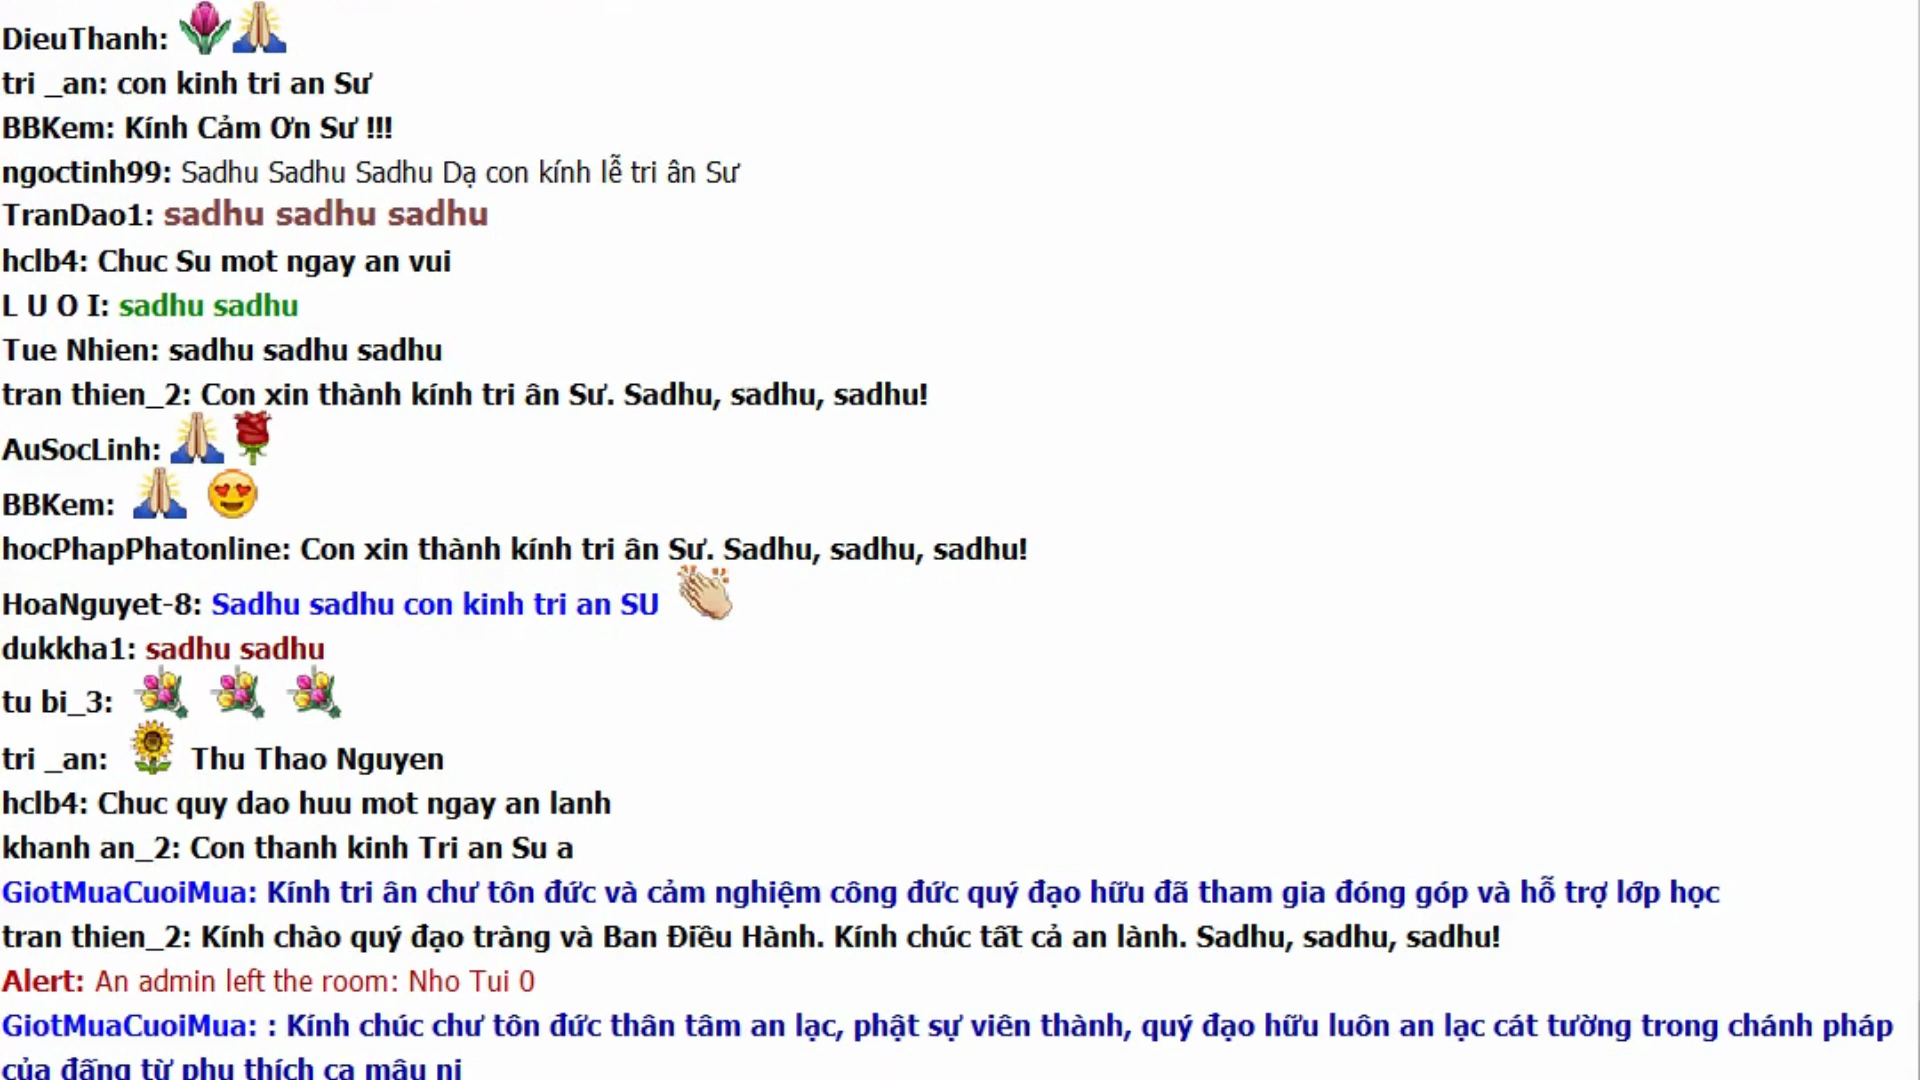 DieuThanh:
tri _an: con kinh tri an Sư
BBKem: Kính Cảm Ơn Sư !!!
ngoctinh99: Sadhu Sadhu Sadhu Dạ con kính lễ tri ân Sư
TranDao1: sadhu sadhu sadhu
hclb4: Chuc Su mot ngay an vui
L U O I: sadhu sadhu
Tue Nhien: sadhu sadhu sadhu
tran thien_2: Con xin thành kính tri ân Sư. Sadhu, sadhu, sadhu!
AuSocLinh:
BBKem:
hocPhapPhatonline: Con xin thành kính tri ân Sư. Sadhu, sadhu, sadhu!
HoaNguyet-8: Sadhu sadhu con kinh tri an SU
dukkha1: sadhu sadhu
tu bi_3:
tri _an: Thu Thao Nguyen
hclb4: Chuc quy dao huu mot ngay an lanh
khanh an_2: Con thanh kinh Tri an Su a
GiotMuaCuoiMua: Kính tri ân chư tôn đức và cảm nghiệm công đức quý đạo hữu đã tham gia đóng góp và hỗ trợ lớp học
tran thien_2: Kính chào quý đạo tràng và Ban Điều Hành. Kính chúc tất cả an lành. Sadhu, sadhu, sadhu!
Alert: An admin left the room: Nho Tui 0
GiotMuaCuoiMua: : Kính chúc chư tôn đức thân tâm an lạc, phật sự viên thành, quý đạo hữu luôn an lạc cát tường trong chánh pháp
của đấng từ phụ thích ca mâu ni